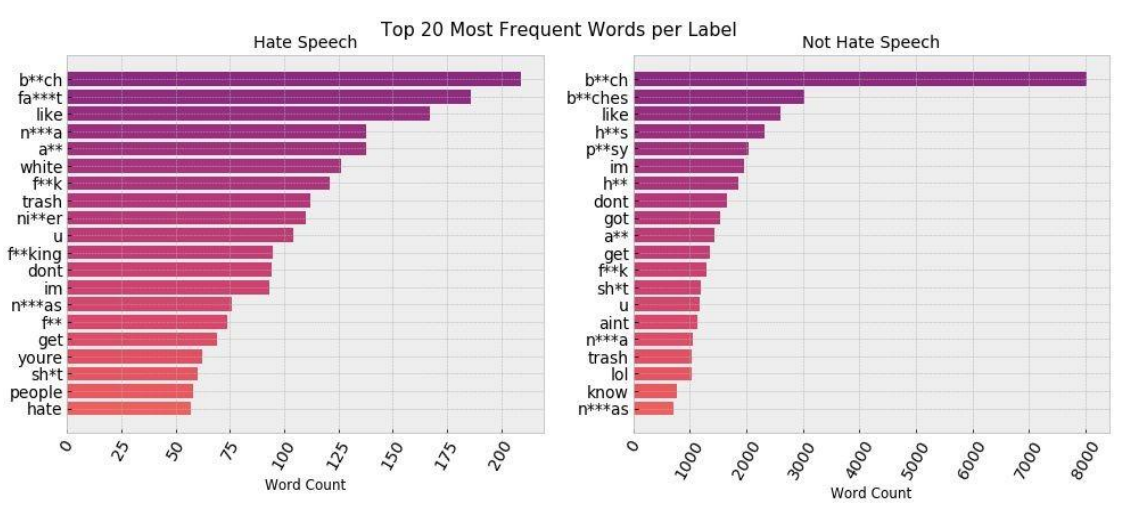 Top 20 Most Frequent Words per Label
Hate Speech
b**ch
fa***t
like
n***a
a**
white
f**k
trash
ni**er
u
f**king
dont
im
n***as
f**
get
youre
sh*t
people
hate
0 25 50 75 100 125 150 175 200
Word Count
Not Hate Speech
b**ch
b**ches
like
h**s
p**sy
im
h**
dont
got
a**
get
f**k
sh*t
u
aint
n***a
trash
lol
know
n***as
0 1000 2000 3000 4000 5000 6000 7000 8000
Word Count